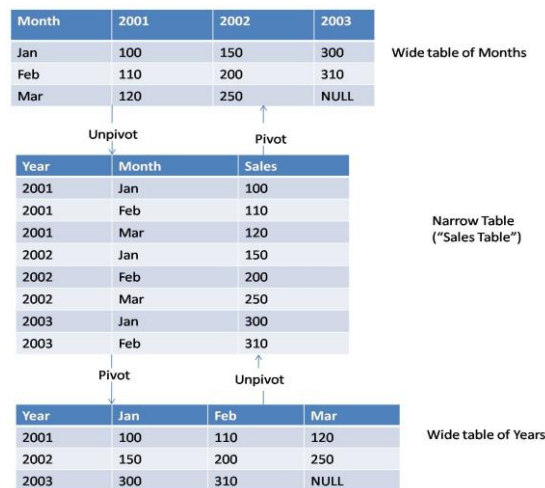 Month 2001 2002 2003
Jan 100 150 300
Feb 110 200 310
Mar 120 250 NULL
Wide table of Months
Unpivot Pivot
Year Month Sales
2001 Jan 100
2001 Feb 110
2001 Mar 120
2002 Jan 150
2002 Feb 200
2002 Mar 250
2003 Jan 300
2003 Feb 310
Narrow Table
(“Sales Table”)
Pivot Unpivot
Year Jan Feb Mar
2001 100 110 120
2002 150 200 250
2003 300 310 NULL
Wide table of Years